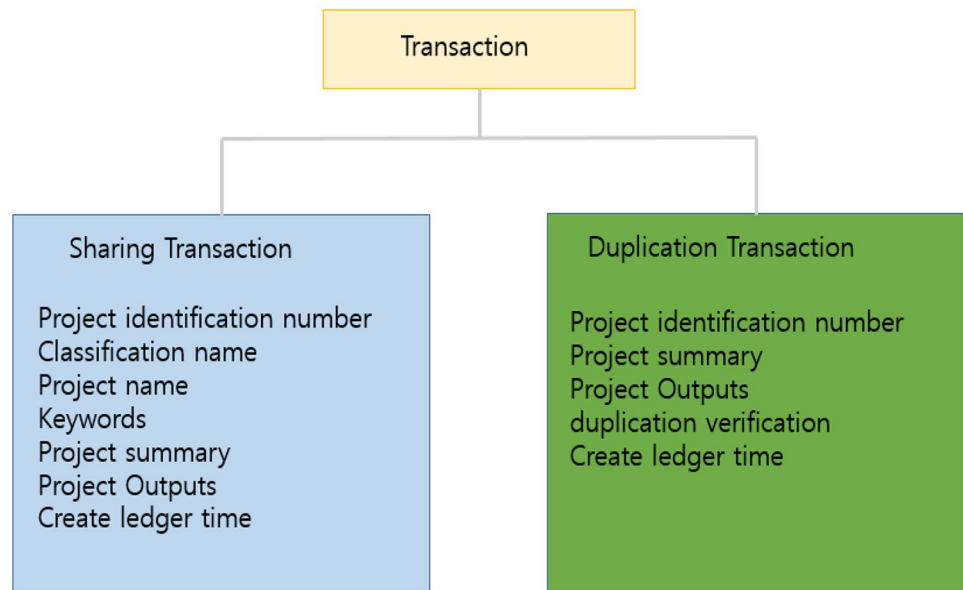 Transaction
Sharing Transaction
Project identification number
Classification name
Project name
Keywords
Project summary
Project Outputs
Create ledger time
Duplication Transaction
Project identification number
Project summary
Project Outputs
duplication verification
Create ledger time